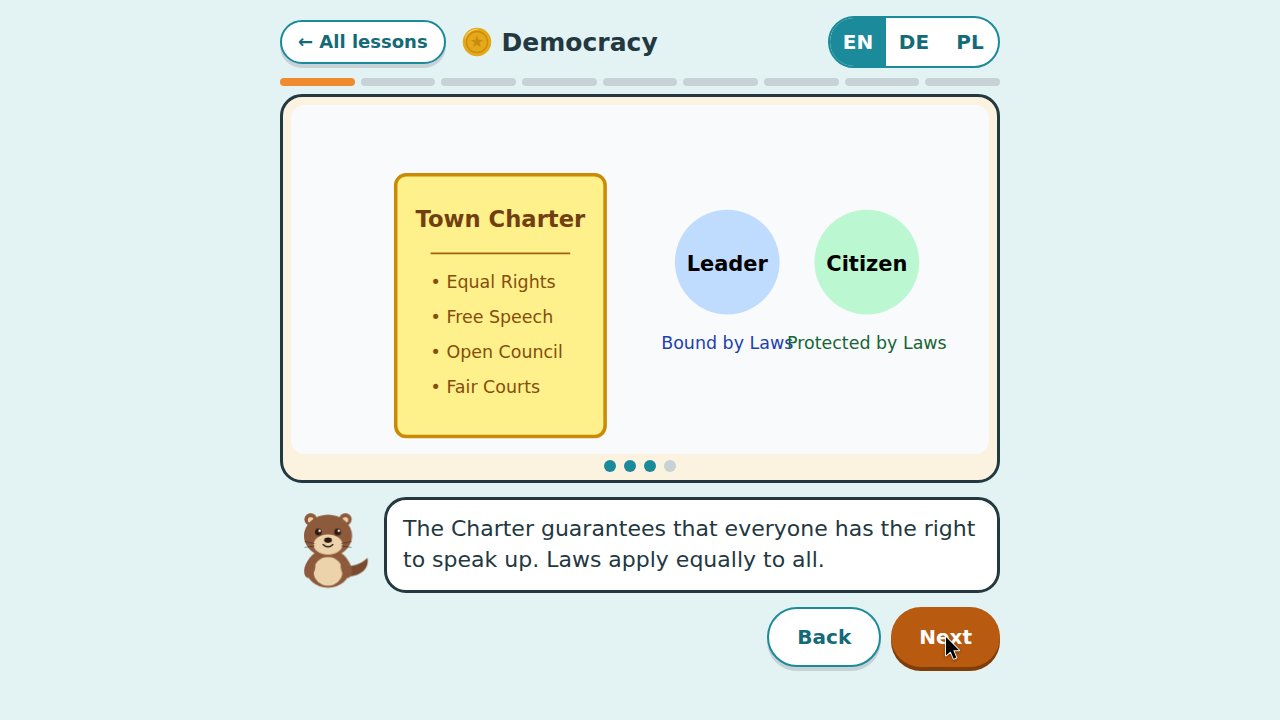 ← All lessons
Democracy
EN DE PL
Town Charter
• Equal Rights
• Free Speech
• Open Council
• Fair Courts
Leader
Citizen
Bound by Laws
Protected by Laws
The Charter guarantees that everyone has the right
to speak up. Laws apply equally to all.
Back
Next